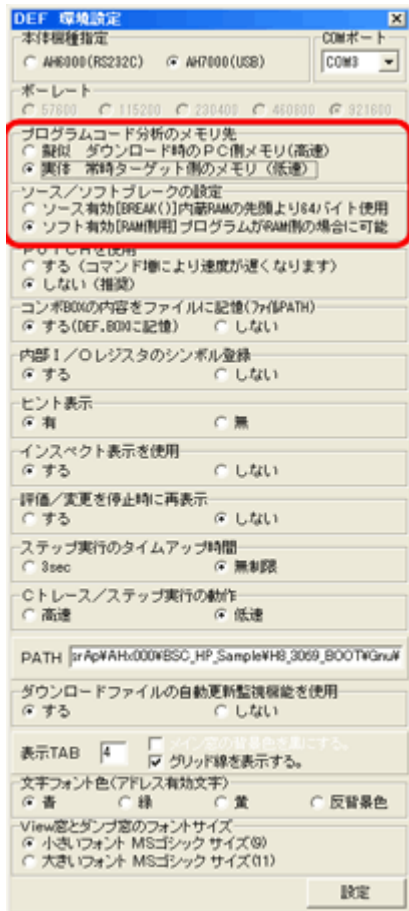 DEF 環境設定
本体機種指定
COMポート
AH6000(RS232C) AH7000(USB)
COM3
ボーレート
57600 115200 230400 460800 921600
プログラムコード分析のメモリ先
疑似 ダウンロード時のPC側メモリ(高速)
実体 常時ターゲット側のメモリ(低速)
ソース/ソフトブレークの設定
ソース有効[BREAK()]内蔵RAMの先頭より64バイト使用
ソフト有効[RAM側用]プログラムがRAM側の場合に可能
する(コマンド増により速度が遅くなります)
しない(推奨)
コンボBOXの内容をファイルに記憶(ファイルPATH)
する(DEF.BOXに記憶) しない
内部I/Oレジスタのシンボル登録
する しない
ヒント表示
有 無
インスペクト表示を使用
する しない
評価/変更を停止時に再表示
する しない
ステップ実行のタイムアップ時間
3sec 無制限
Cトレース/ステップ実行の動作
高速 低速
PATH srAp¥AHx000¥BSC_HP_Sample¥H8_3069_BOOT¥Gnu¥
ダウンロードファイルの自動更新監視機能を使用
する しない
表示TAB 4
メイン窓の背景色を黒にする。
グリッド線を表示する。
文字フォント色(アドレス有効文字)
青 緑 黄 反背景色
View窓とダンプ窓のフォントサイズ
小さいフォント MSゴシック サイズ(9)
大きいフォント MSゴシック サイズ(11)
設定